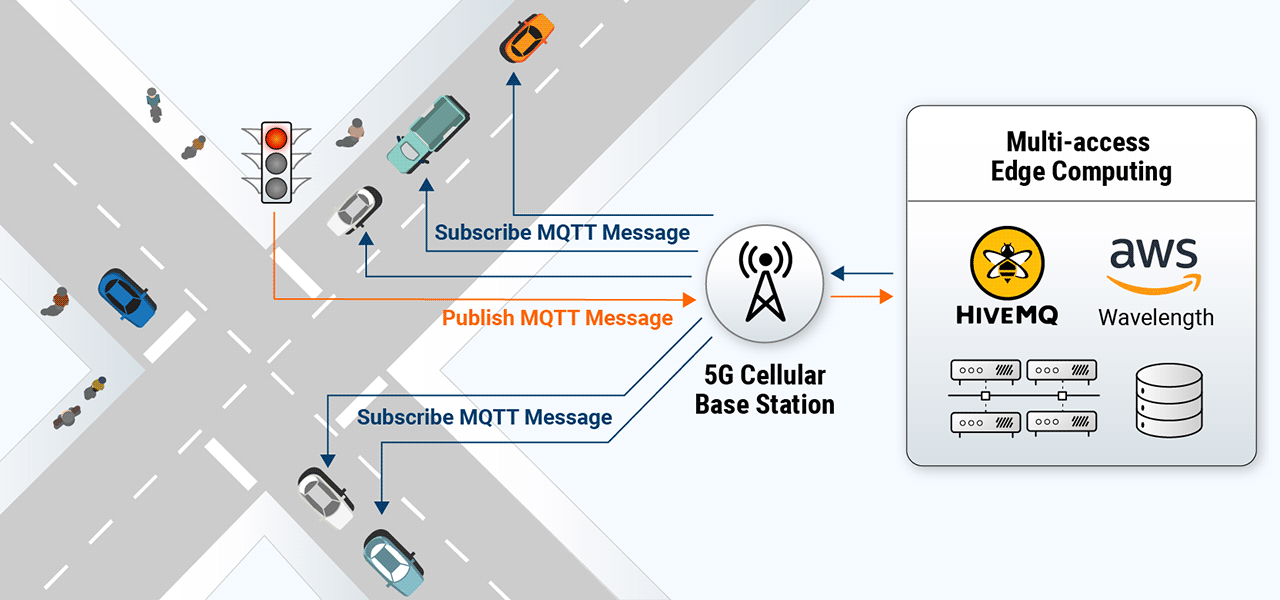 Subscribe MQTT Message
Publish MQTT Message
Subscribe MQTT Message
5G Cellular
Base Station
Multi-access
Edge Computing
HIVEMQ
aws
Wavelength